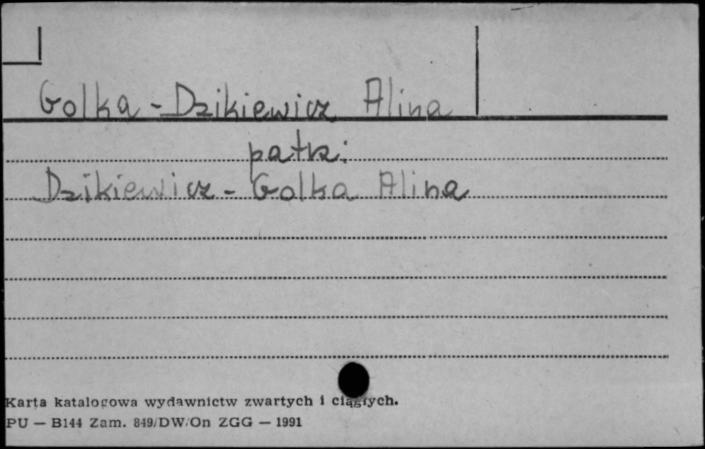 Golka-Dzikiewicz Alina
patrz:
Dzikiewicz-Golka Alina
Karta katalogowa wydawnictw zwartych i ciągłych.
PU — B144 Zam. 849/DW/On ZGG — 1991